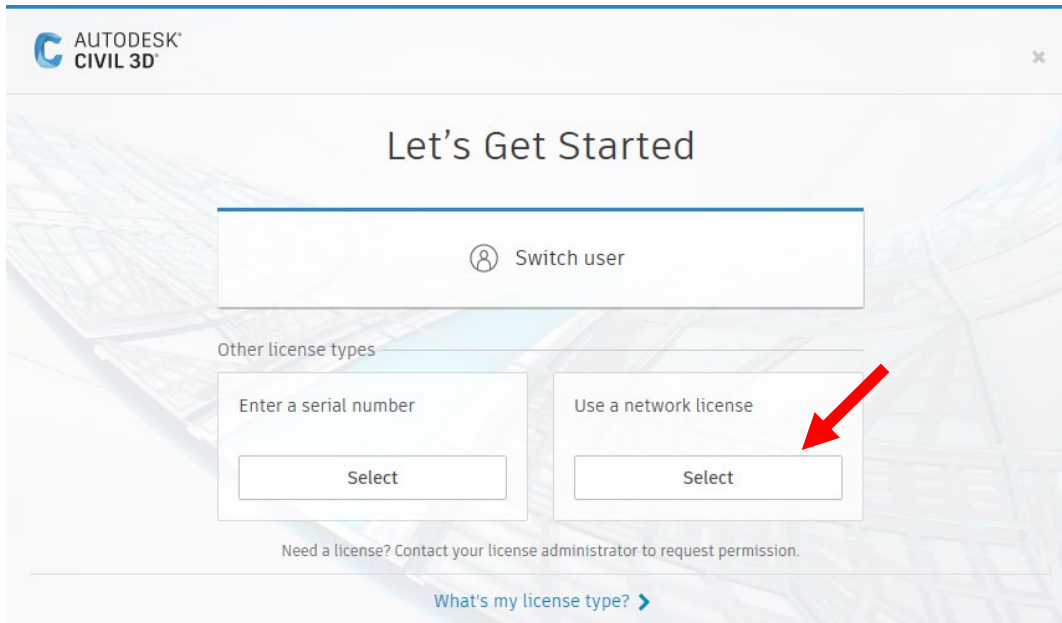 AUTODESK®
CIVIL 3D®
Let’s Get Started
Switch user
Other license types
Enter a serial number
Use a network license
Select
Select
Need a license? Contact your license administrator to request permission.
What's my license type?